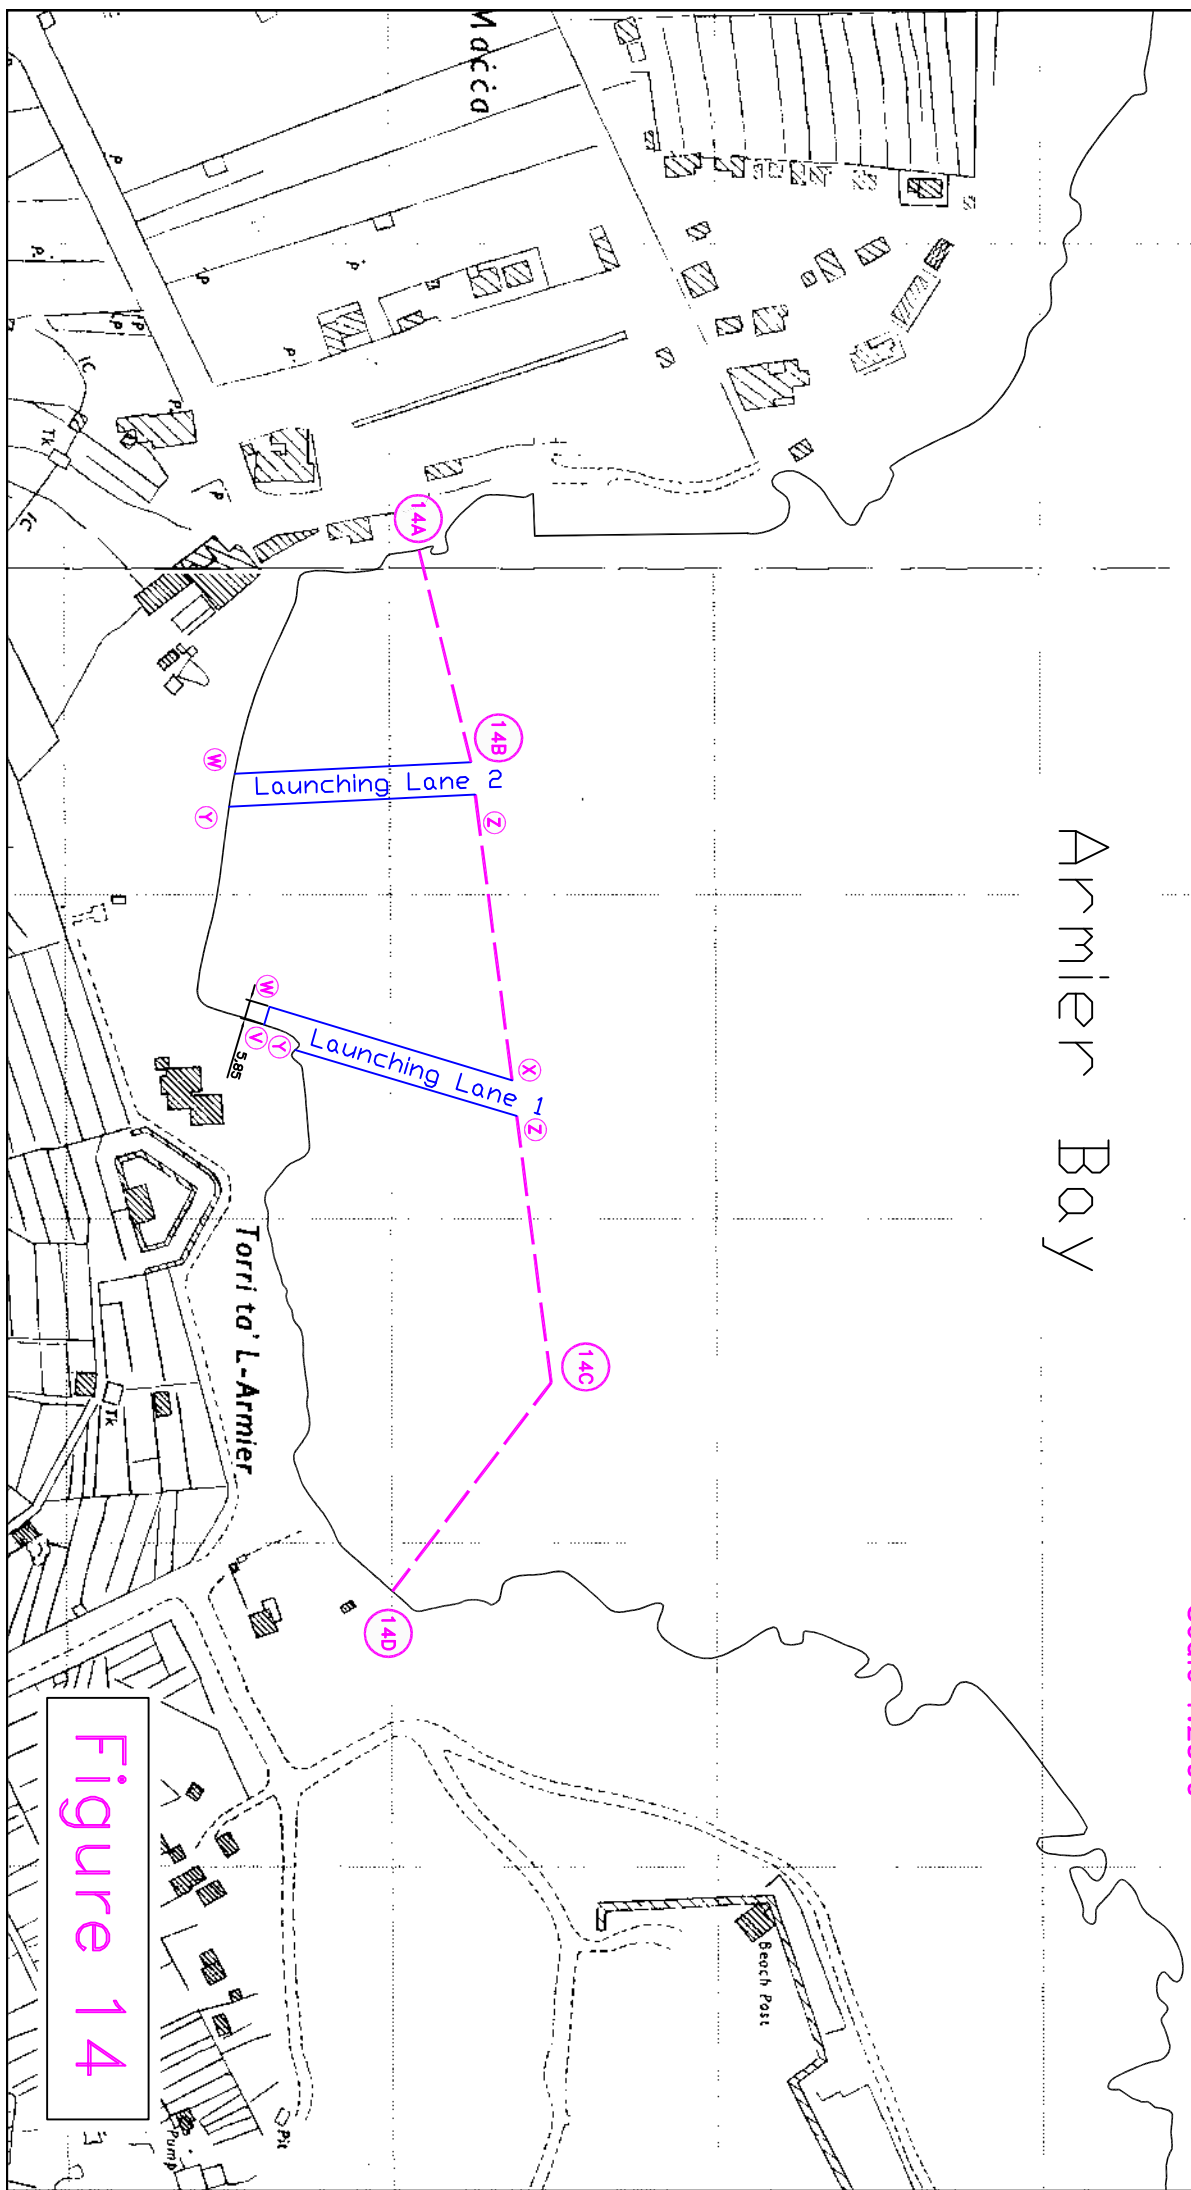 Maċċa
Armier Bay
14A
14B
14C
14D
W
Launching Lane 2
Y
Z
W
V
Y
Launching Lane 1
X
Z
5.85
Torri ta' L-Armier
Beach Post
Tk
Tk
IC
IC
P
P
P
P
P
P
P
P
P
Pit
Pump
Figure 14